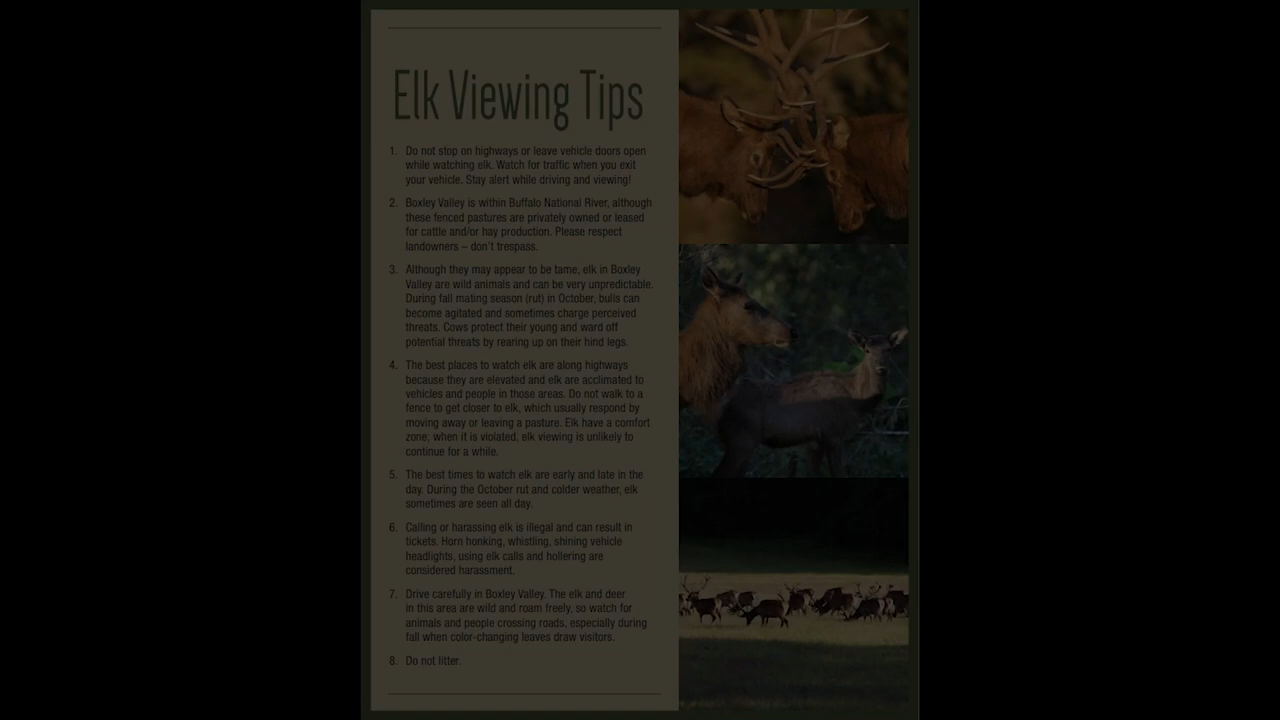 Elk Viewing Tips
1. Do not stop on highways or leave vehicle doors open
while watching elk. Watch for traffic when you exit
your vehicle. Stay alert while driving and viewing!
2. Boxley Valley is within Buffalo National River, although
these fenced pastures are privately owned or leased
for cattle and/or hay production. Please respect
landowners – don't trespass.
3. Although they may appear to be tame, elk in Boxley
Valley are wild animals and can be very unpredictable.
During fall mating season (rut) in October, bulls can
become agitated and sometimes charge perceived
threats. Cows protect their young and ward off
potential threats by rearing up on their hind legs.
4. The best places to watch elk are along highways
because they are elevated and elk are acclimated to
vehicles and people in those areas. Do not walk to a
fence to get closer to elk, which usually respond by
moving away or leaving a pasture. Elk have a comfort
zone; when it is violated, elk viewing is unlikely to
continue for a while.
5. The best times to watch elk are early and late in the
day. During the October rut and colder weather, elk
sometimes are seen all day.
6. Calling or harassing elk is illegal and can result in
tickets. Horn honking, whistling, shining vehicle
headlights, using elk calls and hollering are
considered harassment.
7. Drive carefully in Boxley Valley. The elk and deer
in this area are wild and roam freely, so watch for
animals and people crossing roads, especially during
fall when color-changing leaves draw visitors.
8. Do not litter.